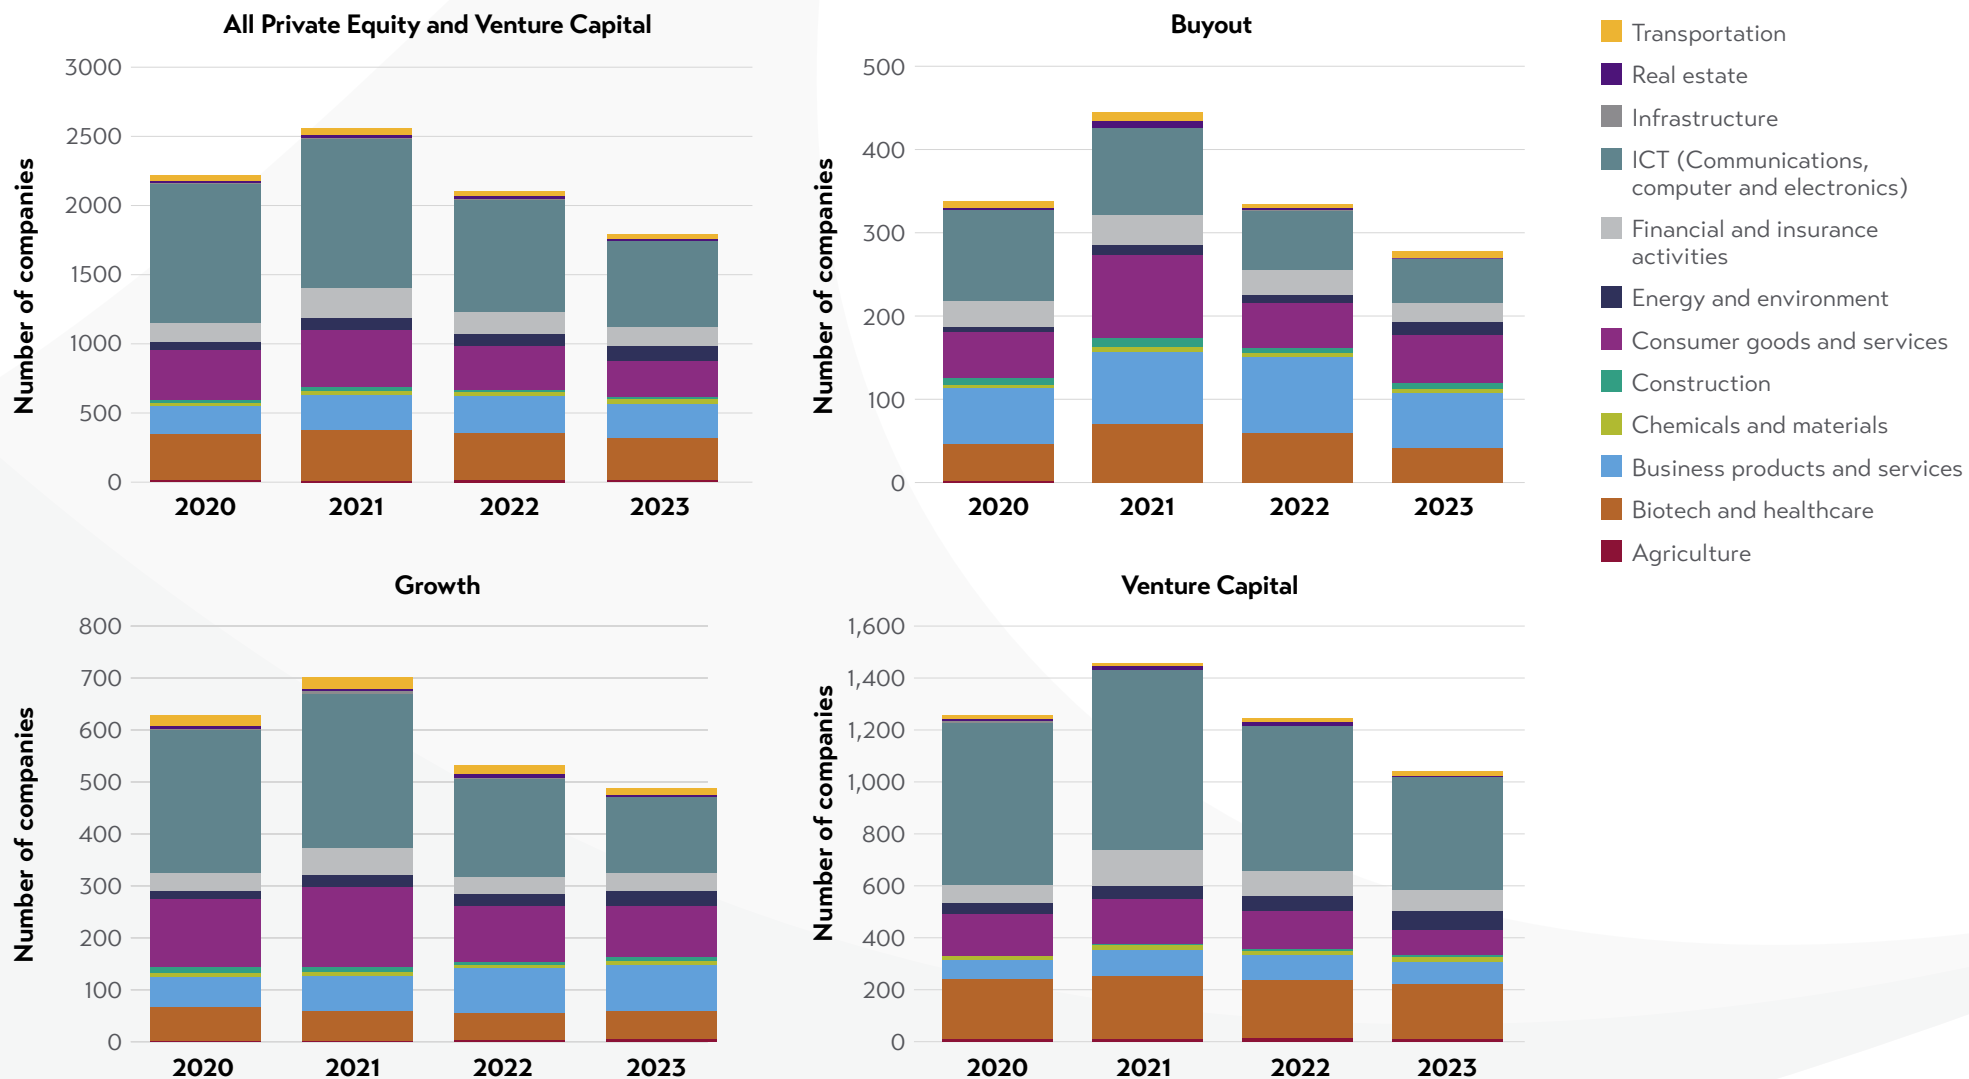 All Private Equity and Venture Capital
Number of companies
3000
2500
2000
1500
1000
500
0
2020 2021 2022 2023
Buyout
Number of companies
500
400
300
200
100
0
2020 2021 2022 2023
Transportation
Real estate
Infrastructure
ICT (Communications,
computer and electronics)
Financial and insurance
activities
Energy and environment
Consumer goods and services
Construction
Chemicals and materials
Business products and services
Biotech and healthcare
Agriculture
Growth
Number of companies
800
700
600
500
400
300
200
100
0
2020 2021 2022 2023
Venture Capital
Number of companies
1,600
1,400
1,200
1,000
800
600
400
200
0
2020 2021 2022 2023